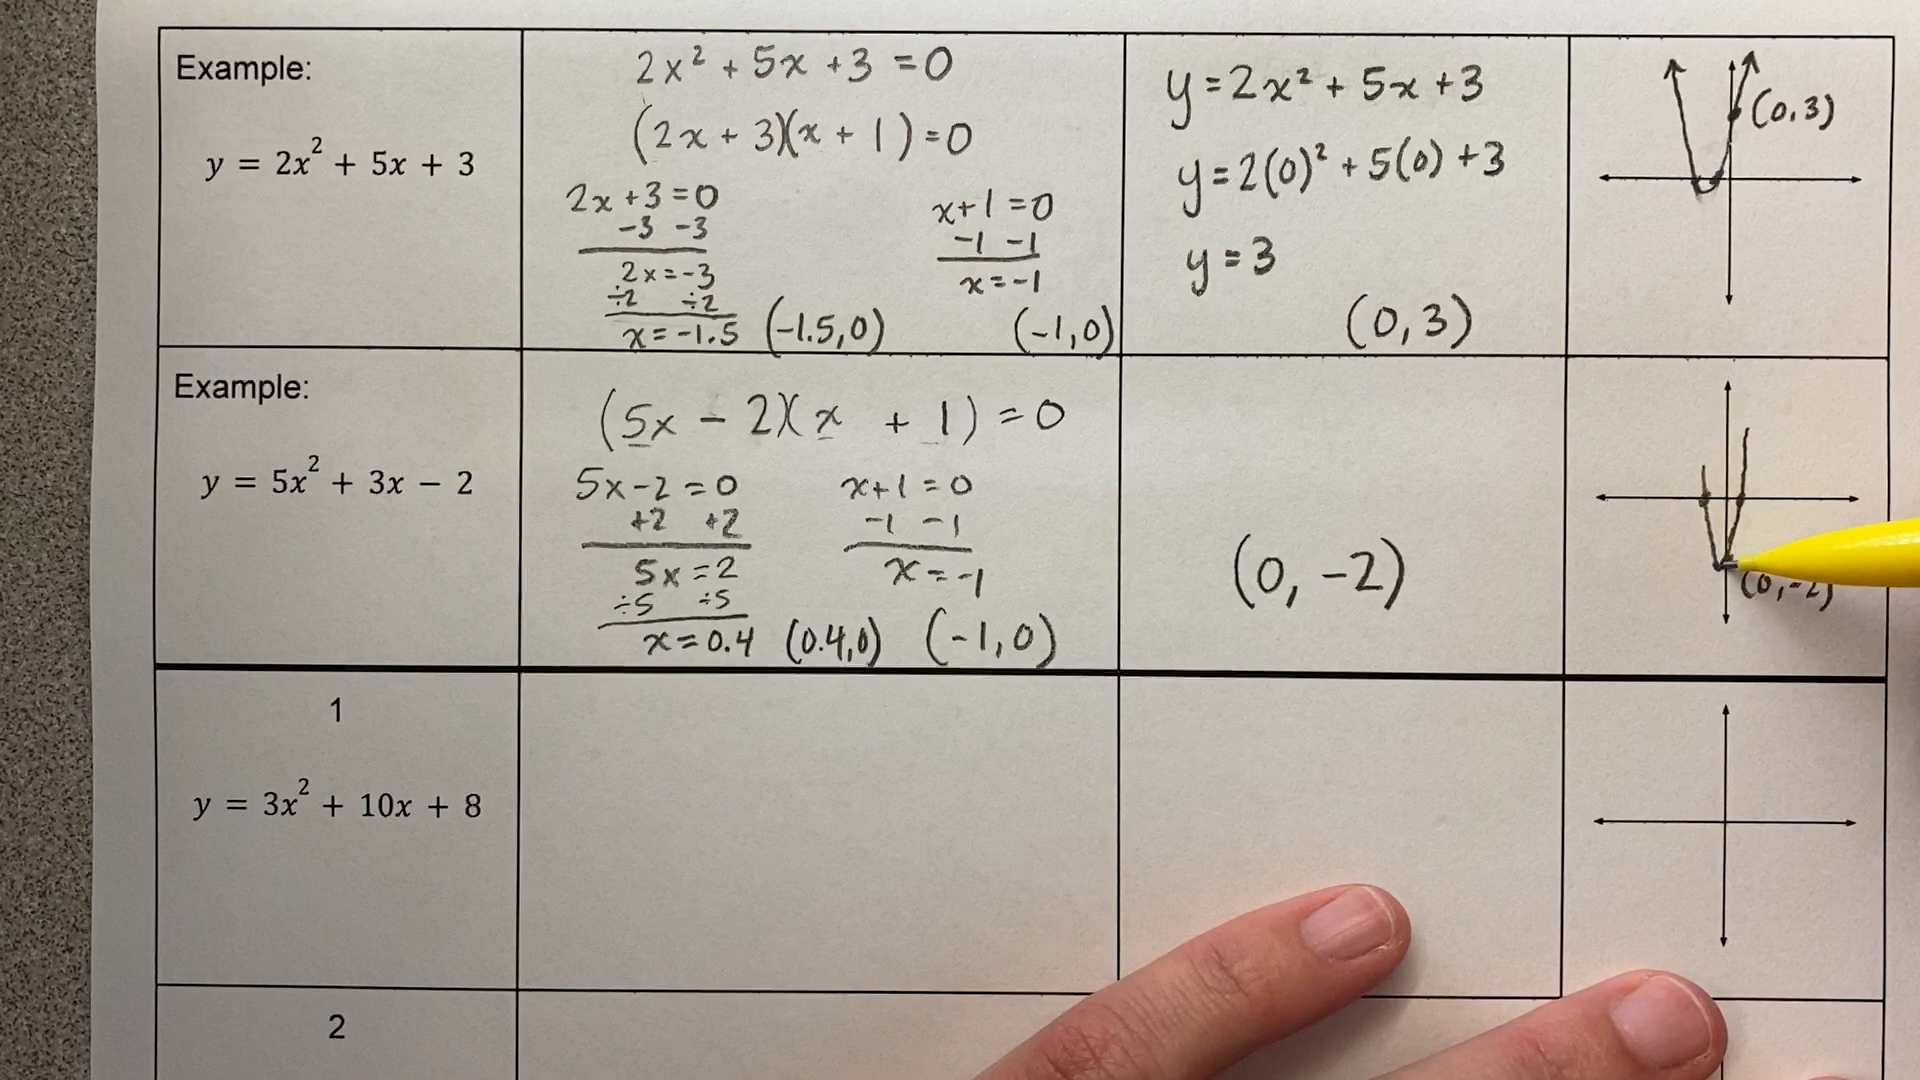 Example:
y = 2x² + 5x + 3
2x² + 5x + 3 = 0
(2x + 3)(x + 1) = 0
2x + 3 = 0
-3 -3
2x = -3
÷2 ÷2
x = -1.5 (-1.5, 0)
x + 1 = 0
-1 -1
x = -1
(-1, 0)
y = 2x² + 5x + 3
y = 2(0)² + 5(0) + 3
y = 3
(0, 3)
(0, 3)
Example:
y = 5x² + 3x − 2
(5x - 2)(x + 1) = 0
5x - 2 = 0
+2 +2
5x = 2
÷5 ÷5
x = 0.4 (0.4, 0)
x + 1 = 0
-1 -1
x = -1
(-1, 0)
(0, -2)
(0, -2)
1
y = 3x² + 10x + 8
2